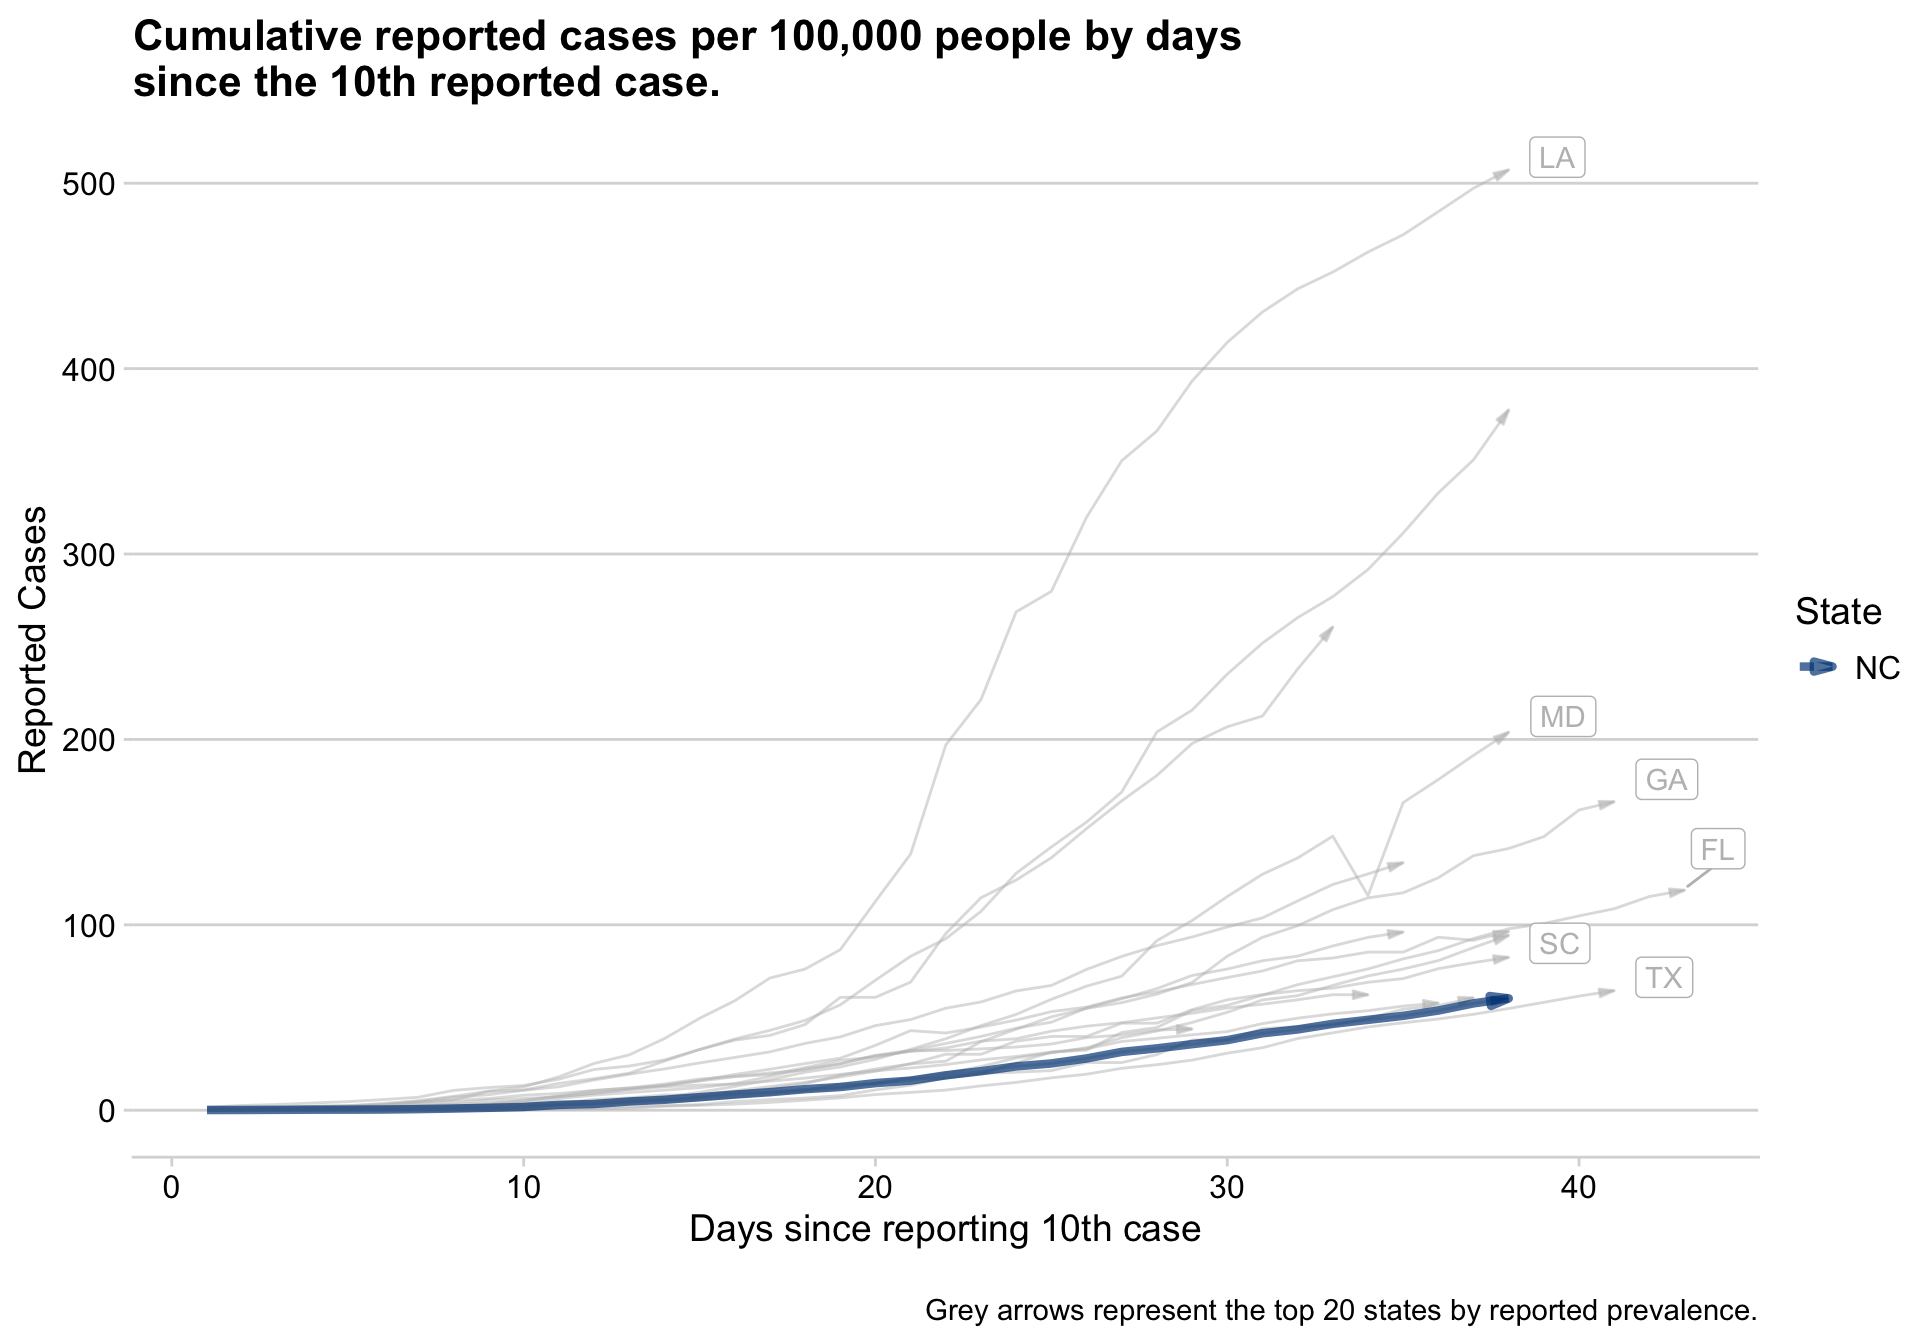 Cumulative reported cases per 100,000 people by days
since the 10th reported case.
LA
500
400
300
Reported Cases
State
NC
MD
200
GA
FL
100
SC
TX
0
0 10 20 30 40
Days since reporting 10th case
Grey arrows represent the top 20 states by reported prevalence.